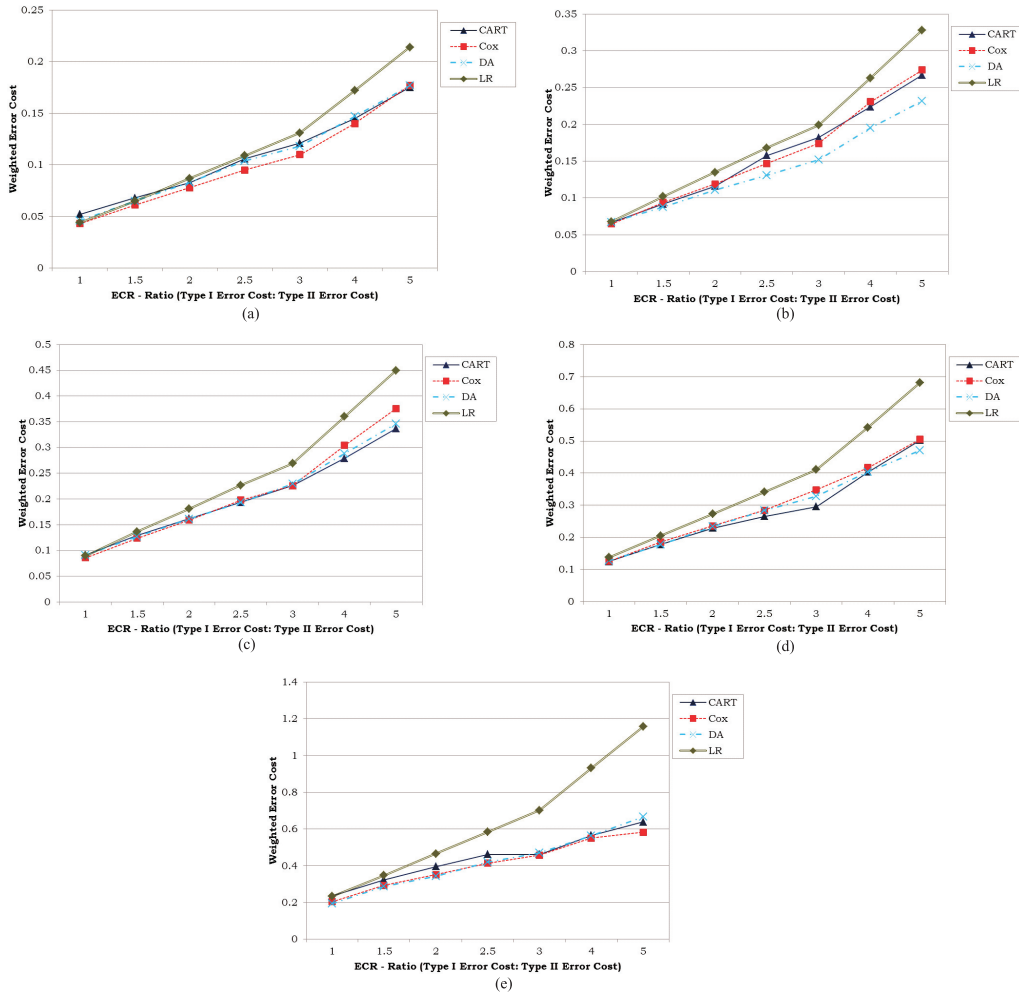 0.25
0.2
0.15
0.1
0.05
0
Weighted Error Cost
1 1.5 2 2.5 3 4 5
ECR - Ratio (Type I Error Cost: Type II Error Cost)
CART
Cox
DA
LR
(a)
0.35
0.3
0.25
0.2
0.15
0.1
0.05
0
Weighted Error Cost
1 1.5 2 2.5 3 4 5
ECR - Ratio (Type I Error Cost: Type II Error Cost)
CART
Cox
DA
LR
(b)
0.5
0.45
0.4
0.35
0.3
0.25
0.2
0.15
0.1
0.05
0
Weighted Error Cost
1 1.5 2 2.5 3 4 5
ECR - Ratio (Type I Error Cost: Type II Error Cost)
CART
Cox
DA
LR
(c)
0.8
0.7
0.6
0.5
0.4
0.3
0.2
0.1
0
Weighted Error Cost
1 1.5 2 2.5 3 4 5
ECR - Ratio (Type I Error Cost: Type II Error Cost)
CART
Cox
DA
LR
(d)
1.4
1.2
1
0.8
0.6
0.4
0.2
0
Weighted Error Cost
1 1.5 2 2.5 3 4 5
ECR - Ratio (Type I Error Cost: Type II Error Cost)
CART
Cox
DA
LR
(e)